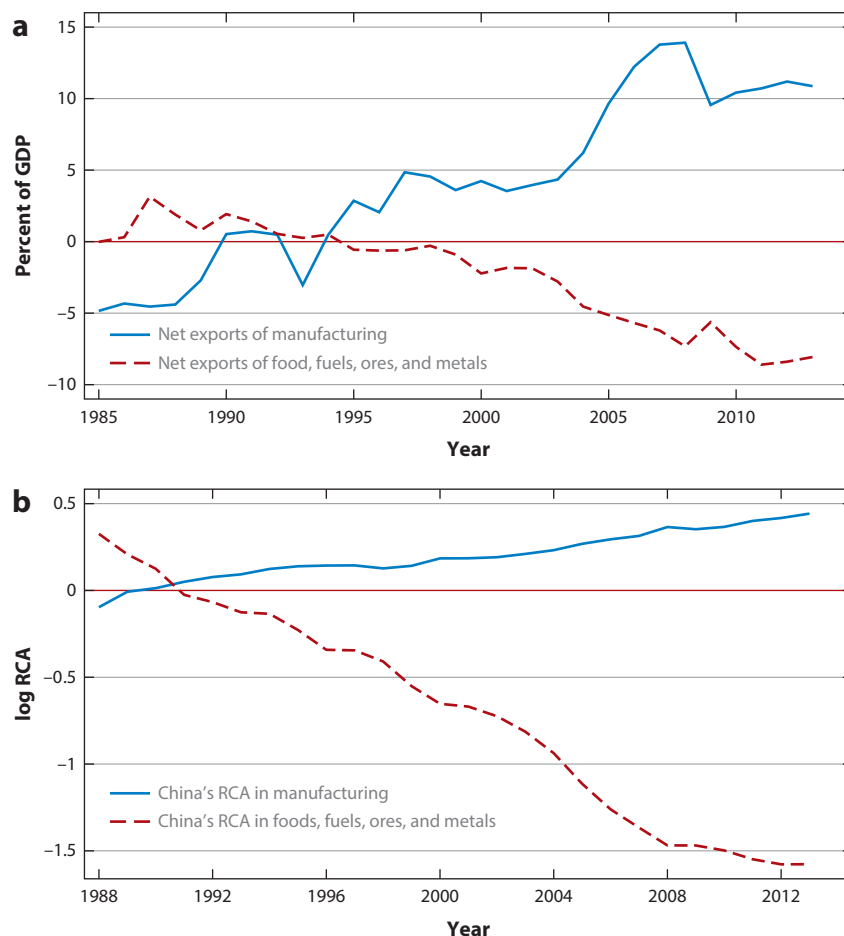 a
Percent of GDP
15
10
5
0
−5
−10
Net exports of manufacturing
Net exports of food, fuels, ores, and metals
1985 1990 1995 2000 2005 2010
Year
b
log RCA
0.5
0
−0.5
−1
−1.5
China's RCA in manufacturing
China's RCA in foods, fuels, ores, and metals
1988 1992 1996 2000 2004 2008 2012
Year